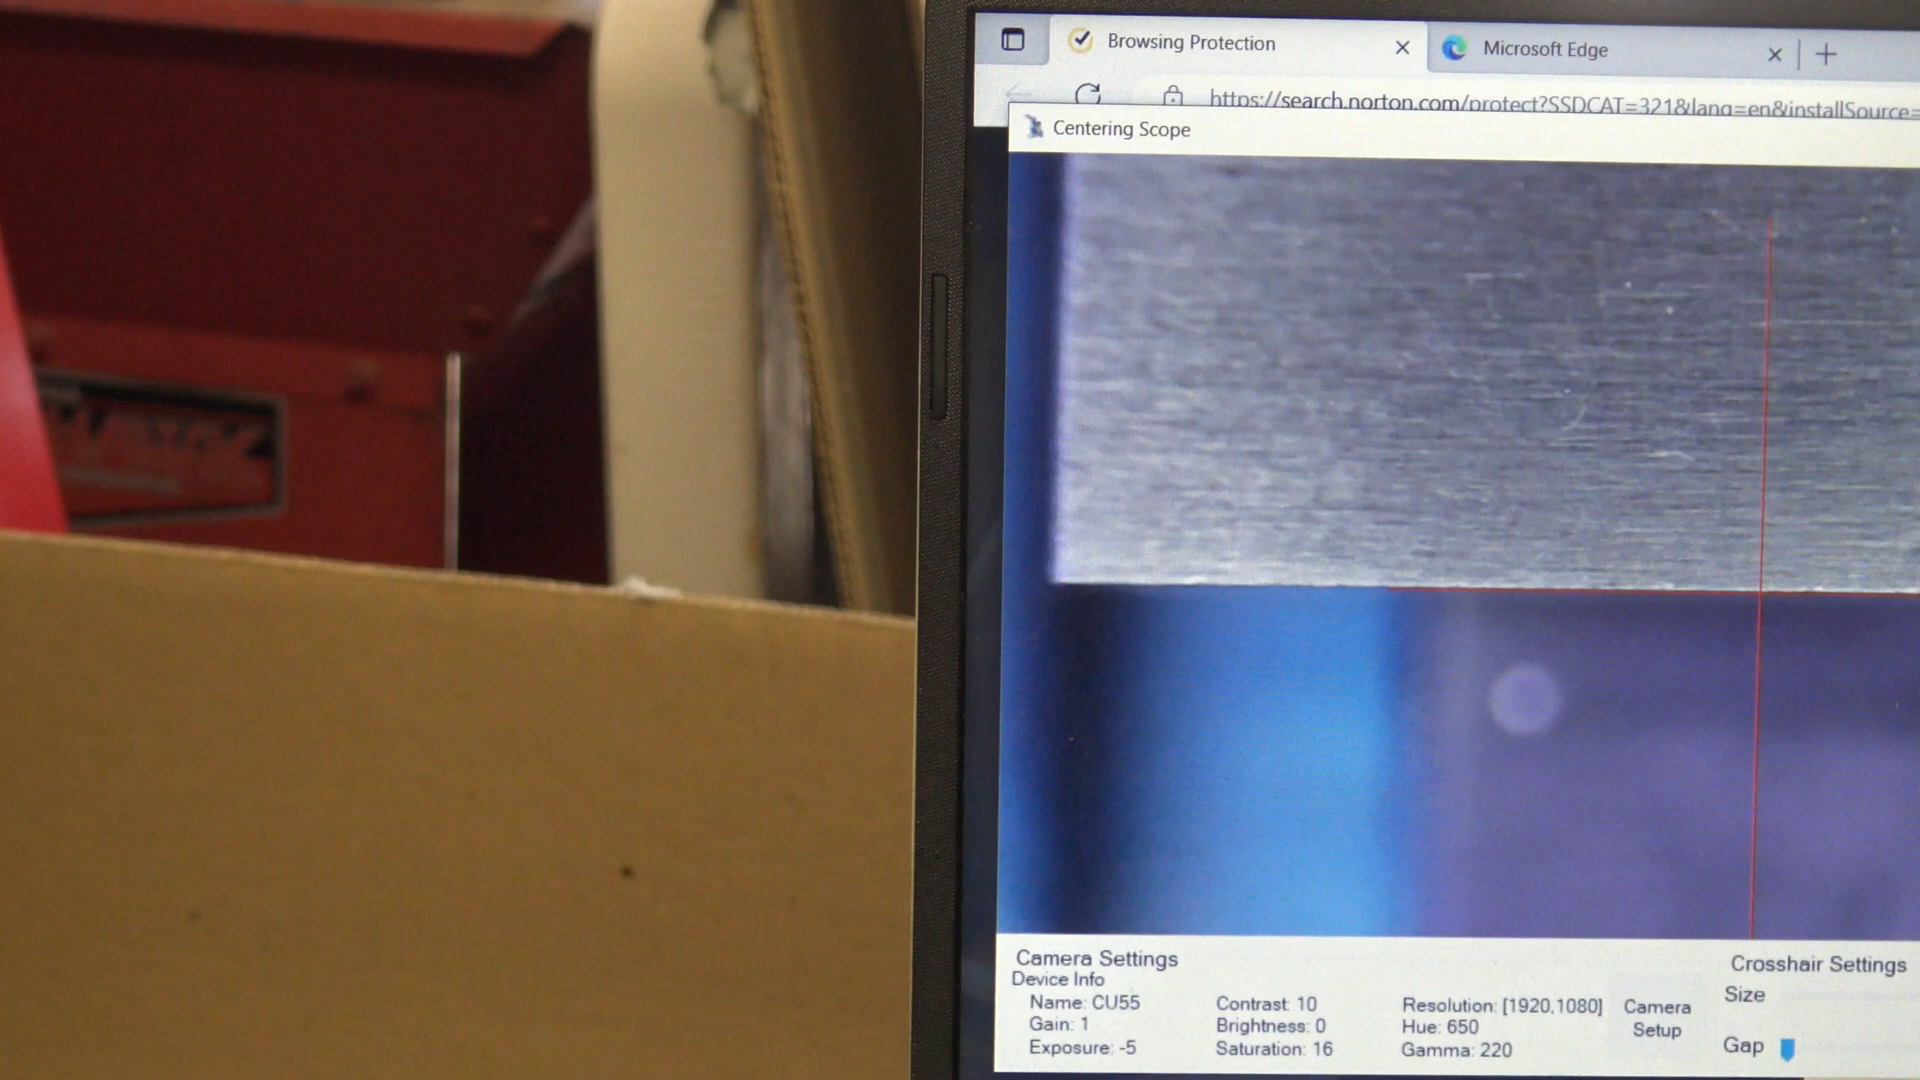 Browsing Protection
Microsoft Edge
https://search.norton.com/protect?SSDCAT=321&lang=en&installSource=
Centering Scope
Camera Settings
Device Info
Name: CU55
Gain: 1
Exposure: -5
Contrast: 10
Brightness: 0
Saturation: 16
Resolution: [1920,1080]
Hue: 650
Gamma: 220
Camera
Setup
Crosshair Settings
Size
Gap